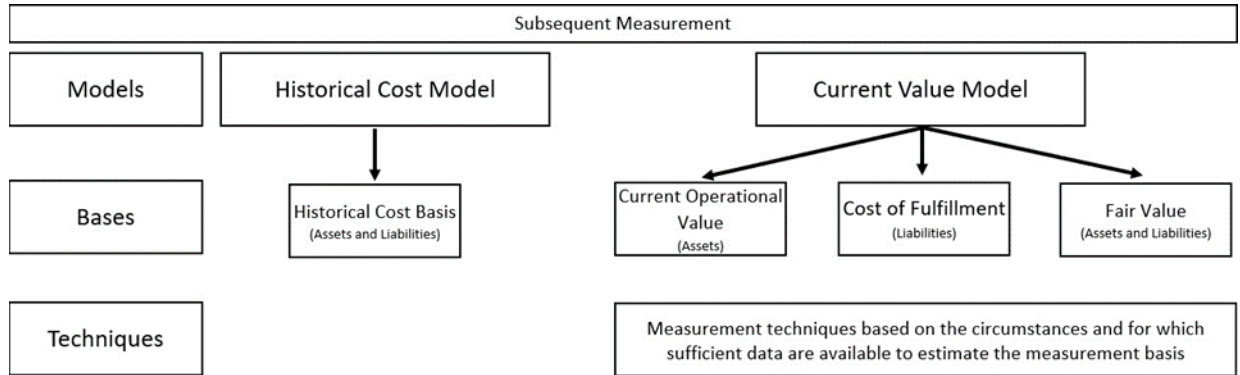 Subsequent Measurement
Models
Historical Cost Model
Current Value Model
Bases
Historical Cost Basis
(Assets and Liabilities)
Current Operational
Value
(Assets)
Cost of Fulfillment
(Liabilities)
Fair Value
(Assets and Liabilities)
Techniques
Measurement techniques based on the circumstances and for which
sufficient data are available to estimate the measurement basis